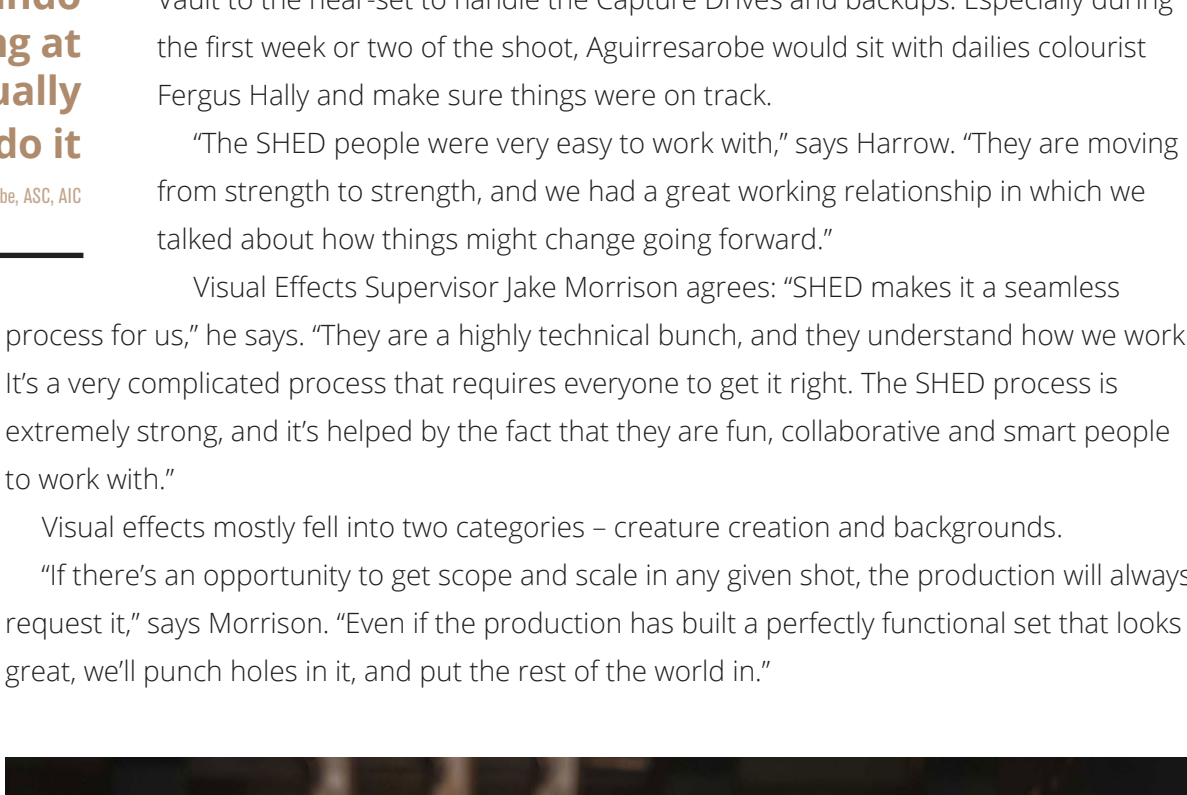 ng at
ually
do it
be, ASC, AIC
Vault to the near-set to handle the Capture Drives and backups. Especially during
the first week or two of the shoot, Aguirresarobe would sit with dailies colourist
Fergus Hally and make sure things were on track.
“The SHED people were very easy to work with,” says Harrow. “They are moving
from strength to strength, and we had a great working relationship in which we
talked about how things might change going forward.”
Visual Effects Supervisor Jake Morrison agrees: “SHED makes it a seamless
process for us,” he says. “They are a highly technical bunch, and they understand how we work
It’s a very complicated process that requires everyone to get it right. The SHED process is
extremely strong, and it’s helped by the fact that they are fun, collaborative and smart people
to work with.”
Visual effects mostly fell into two categories – creature creation and backgrounds.
“If there’s an opportunity to get scope and scale in any given shot, the production will always
request it,” says Morrison. “Even if the production has built a perfectly functional set that looks
great, we’ll punch holes in it, and put the rest of the world in.”